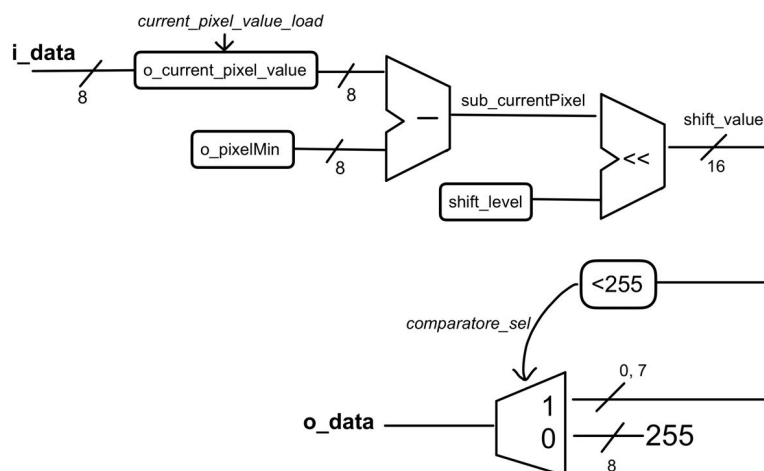 current_pixel_value_load
i_data
8
o_current_pixel_value
8
o_pixelMin
8
−
sub_currentPixel
shift_level
<<
shift_value
16
<255
comparatore_sel
0, 7
1
o_data
0
255
8